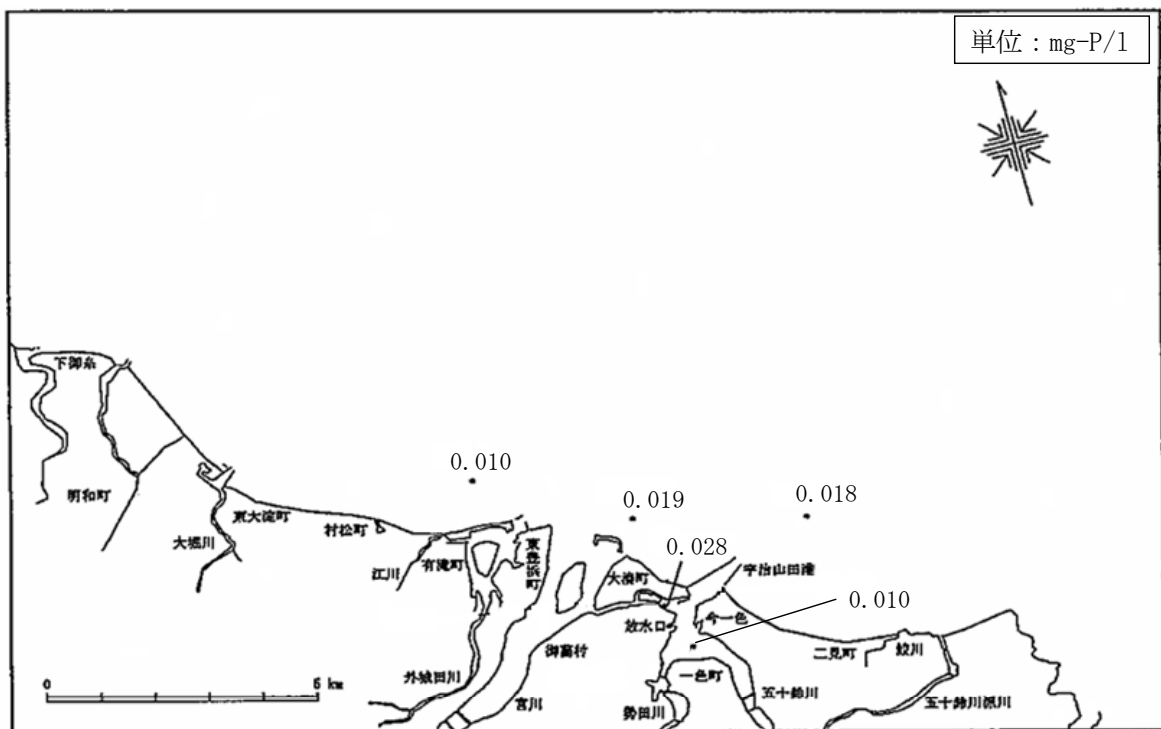 単位：mg-P/l
下御糸
0.010
0.019
0.018
明和町
東大淀町
村松町
大堀川
江川
有滝町
東豊浜町
大湊町
0.028
宇治山田港
0.010
今一色
放水口
御薗村
二見町
鮫川
一色町
外城田川
宮川
勢田川
五十鈴川
五十鈴川派川
0
5 km